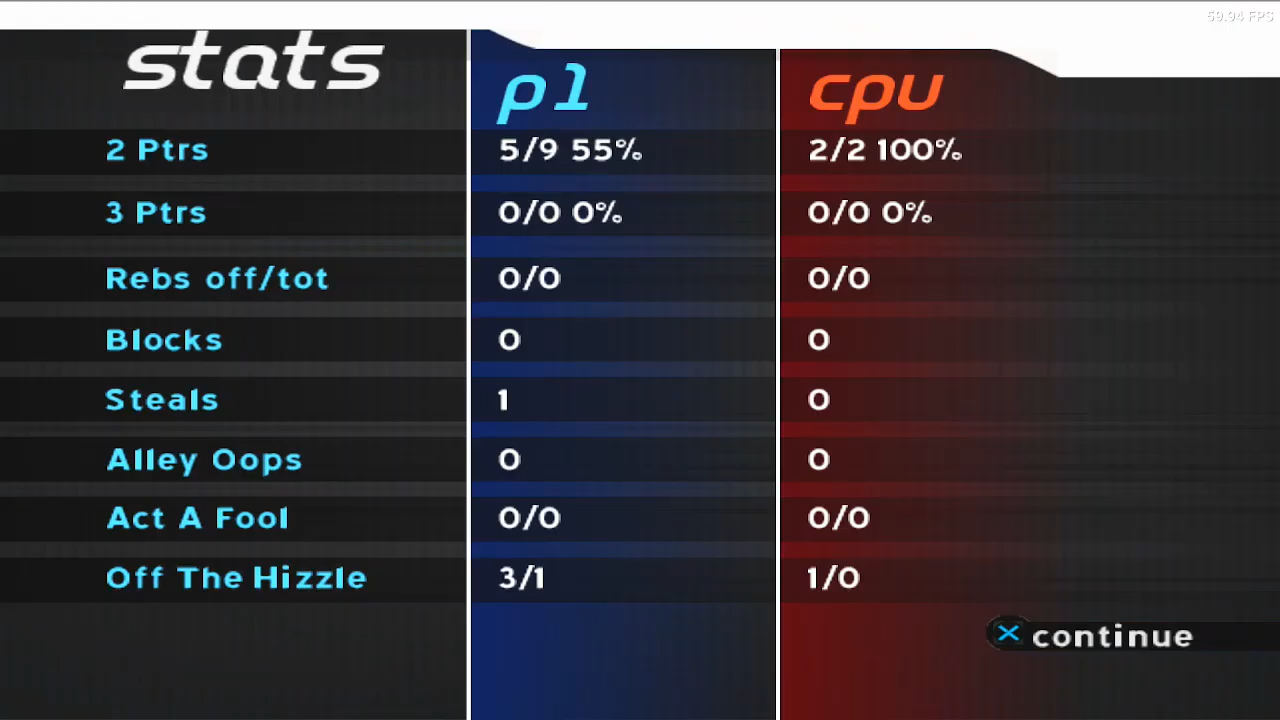 59.94 FPS
stats
p1 cpu
2 Ptrs 5/9 55% 2/2 100%
3 Ptrs 0/0 0% 0/0 0%
Rebs off/tot 0/0 0/0
Blocks 0 0
Steals 1 0
Alley Oops 0 0
Act A Fool 0/0 0/0
Off The Hizzle 3/1 1/0
continue